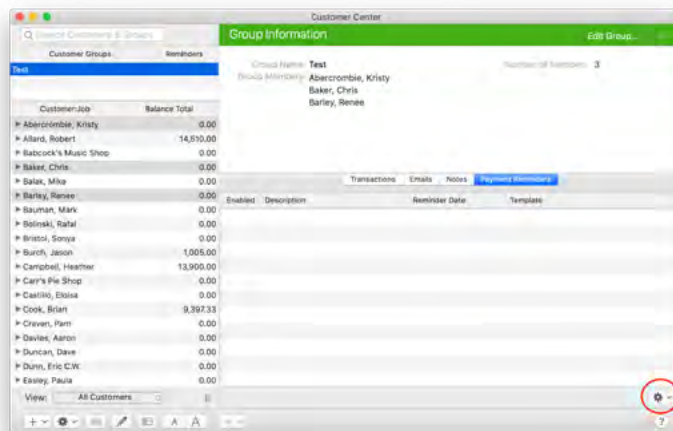 Customer Center
Search Customers & Groups
Group Information
Edit Group...
Customer Groups Reminders
Test
Group Name: Test
Number of Members: 3
Group Members: Abercrombie, Kristy
Baker, Chris
Barley, Renee
Customer:Job Balance Total
Abercrombie, Kristy 0.00
Allard, Robert 14,510.00
Babcock's Music Shop 0.00
Baker, Chris 0.00
Balak, Mike 0.00
Barley, Renee 0.00
Bauman, Mark 0.00
Bolinski, Rafal 0.00
Bristol, Sonya 0.00
Burch, Jason 1,005.00
Campbell, Heather 13,900.00
Carr's Pie Shop 0.00
Castillo, Eloisa 0.00
Cook, Brian 9,397.33
Craven, Pam 0.00
Davies, Aaron 0.00
Duncan, Dave 0.00
Dunn, Eric C.W. 0.00
Easley, Paula 0.00
Transactions Emails Notes Payment Reminders
Enabled Description Reminder Date Template
View: All Customers
A A
?